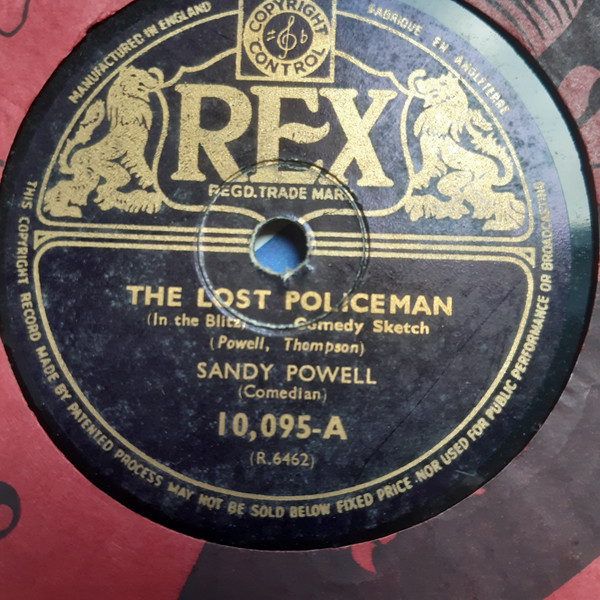 MANUFACTURED IN ENGLAND
COPYRIGHT
CONTROL
FABRIQUÉ EN ANGLETERRE
REX
REGD. TRADE MARK
THE LOST POLICEMAN
(In the Blitz) Comedy Sketch
(Powell, Thompson)
SANDY POWELL
(Comedian)
10,095-A
(R.6462)
THIS COPYRIGHT RECORD MADE BY PATENTED PROCESS MAY NOT BE SOLD BELOW FIXED PRICE .NOR USED FOR PUBLIC PERFORMANCE OR BROADCASTING